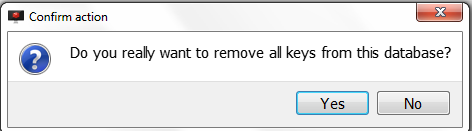 Confirm action
Do you really want to remove all keys from this database?
Yes No